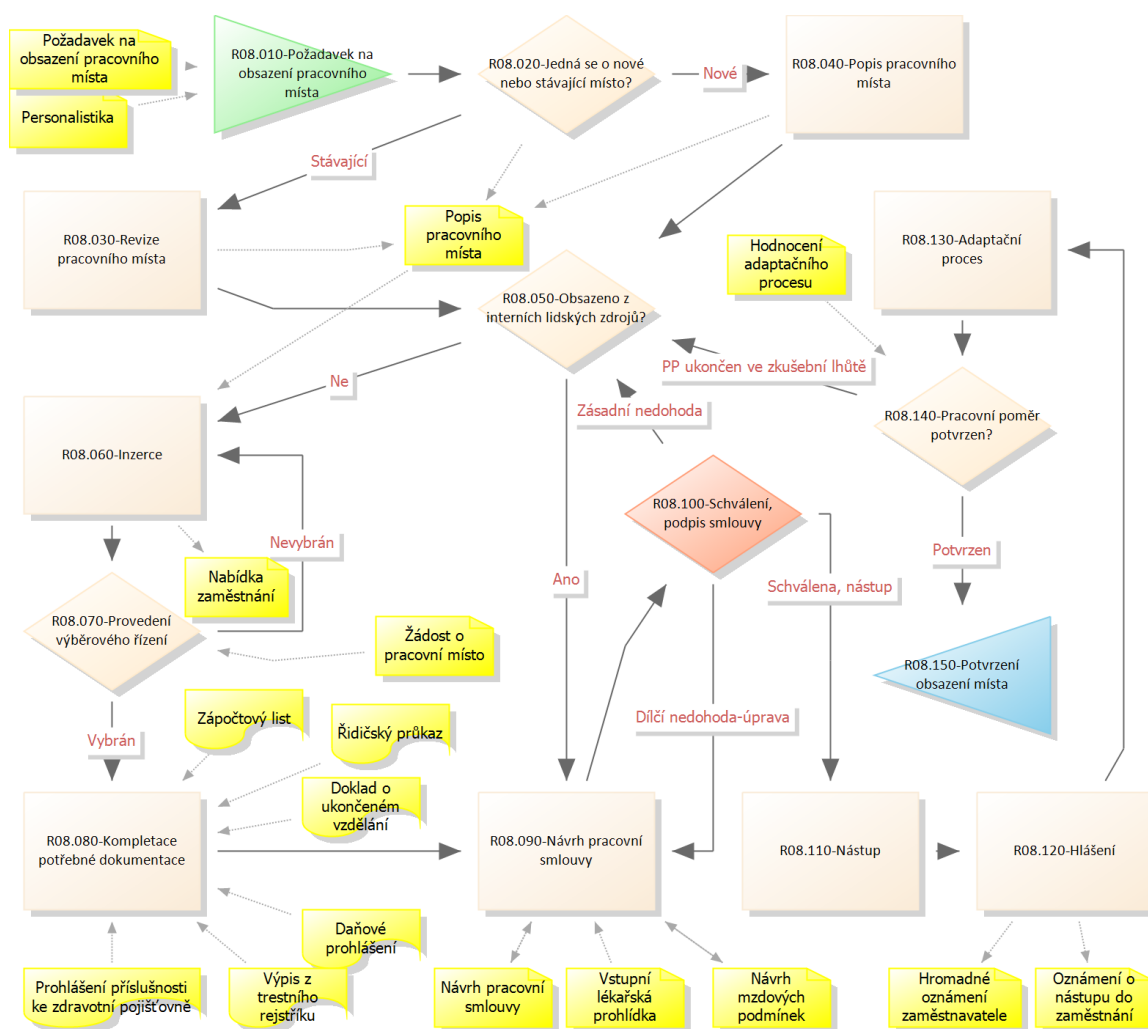 Požadavek na
obsazení pracovního
místa
Personalistika
R08.010-Požadavek na
obsazení pracovního
místa
R08.020-Jedná se o nové
nebo stávající místo?
Nové
R08.040-Popis pracovního
místa
Stávající
R08.030-Revize
pracovního místa
Popis
pracovního
místa
Hodnocení
adaptačního
procesu
R08.130-Adaptační
proces
R08.050-Obsazeno z
interních lidských zdrojů?
PP ukončen ve zkušební lhůtě
Ne
Zásadní nedohoda
R08.140-Pracovní poměr
potvrzen?
R08.060-Inzerce
R08.100-Schválení,
podpis smlouvy
Nevybrán
Potvrzen
Nabídka
zaměstnání
Ano
Schválena, nástup
R08.070-Provedení
výběrového řízení
Žádost o
pracovní místo
R08.150-Potvrzení
obsazení místa
Zápočtový list
Dílčí nedohoda-úprava
Řidičský průkaz
Vybrán
Doklad o
ukončeném
vzdělání
R08.080-Kompletace
potřebné dokumentace
R08.090-Návrh pracovní
smlouvy
R08.110-Nástup
R08.120-Hlášení
Daňové
prohlášení
Prohlášení příslušnosti
ke zdravotní pojišťovně
Výpis z
trestního
rejstříku
Návrh pracovní
smlouvy
Vstupní
lékařská
prohlídka
Návrh
mzdových
podmínek
Hromadné
oznámení
zaměstnavatele
Oznámení o
nástupu do
zaměstnání